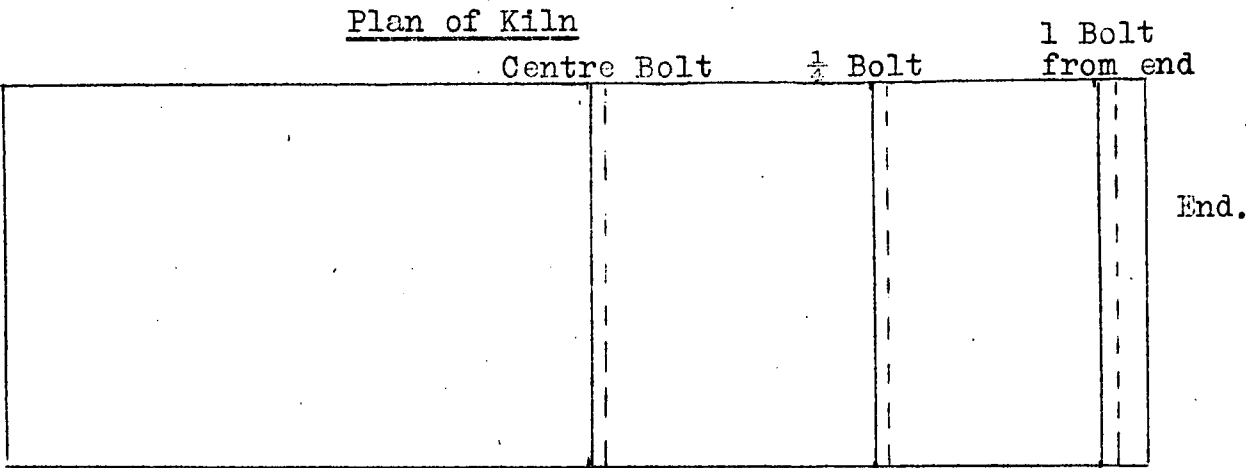 Plan of Kiln
Centre Bolt
¼ Bolt
1 Bolt
from end
End.